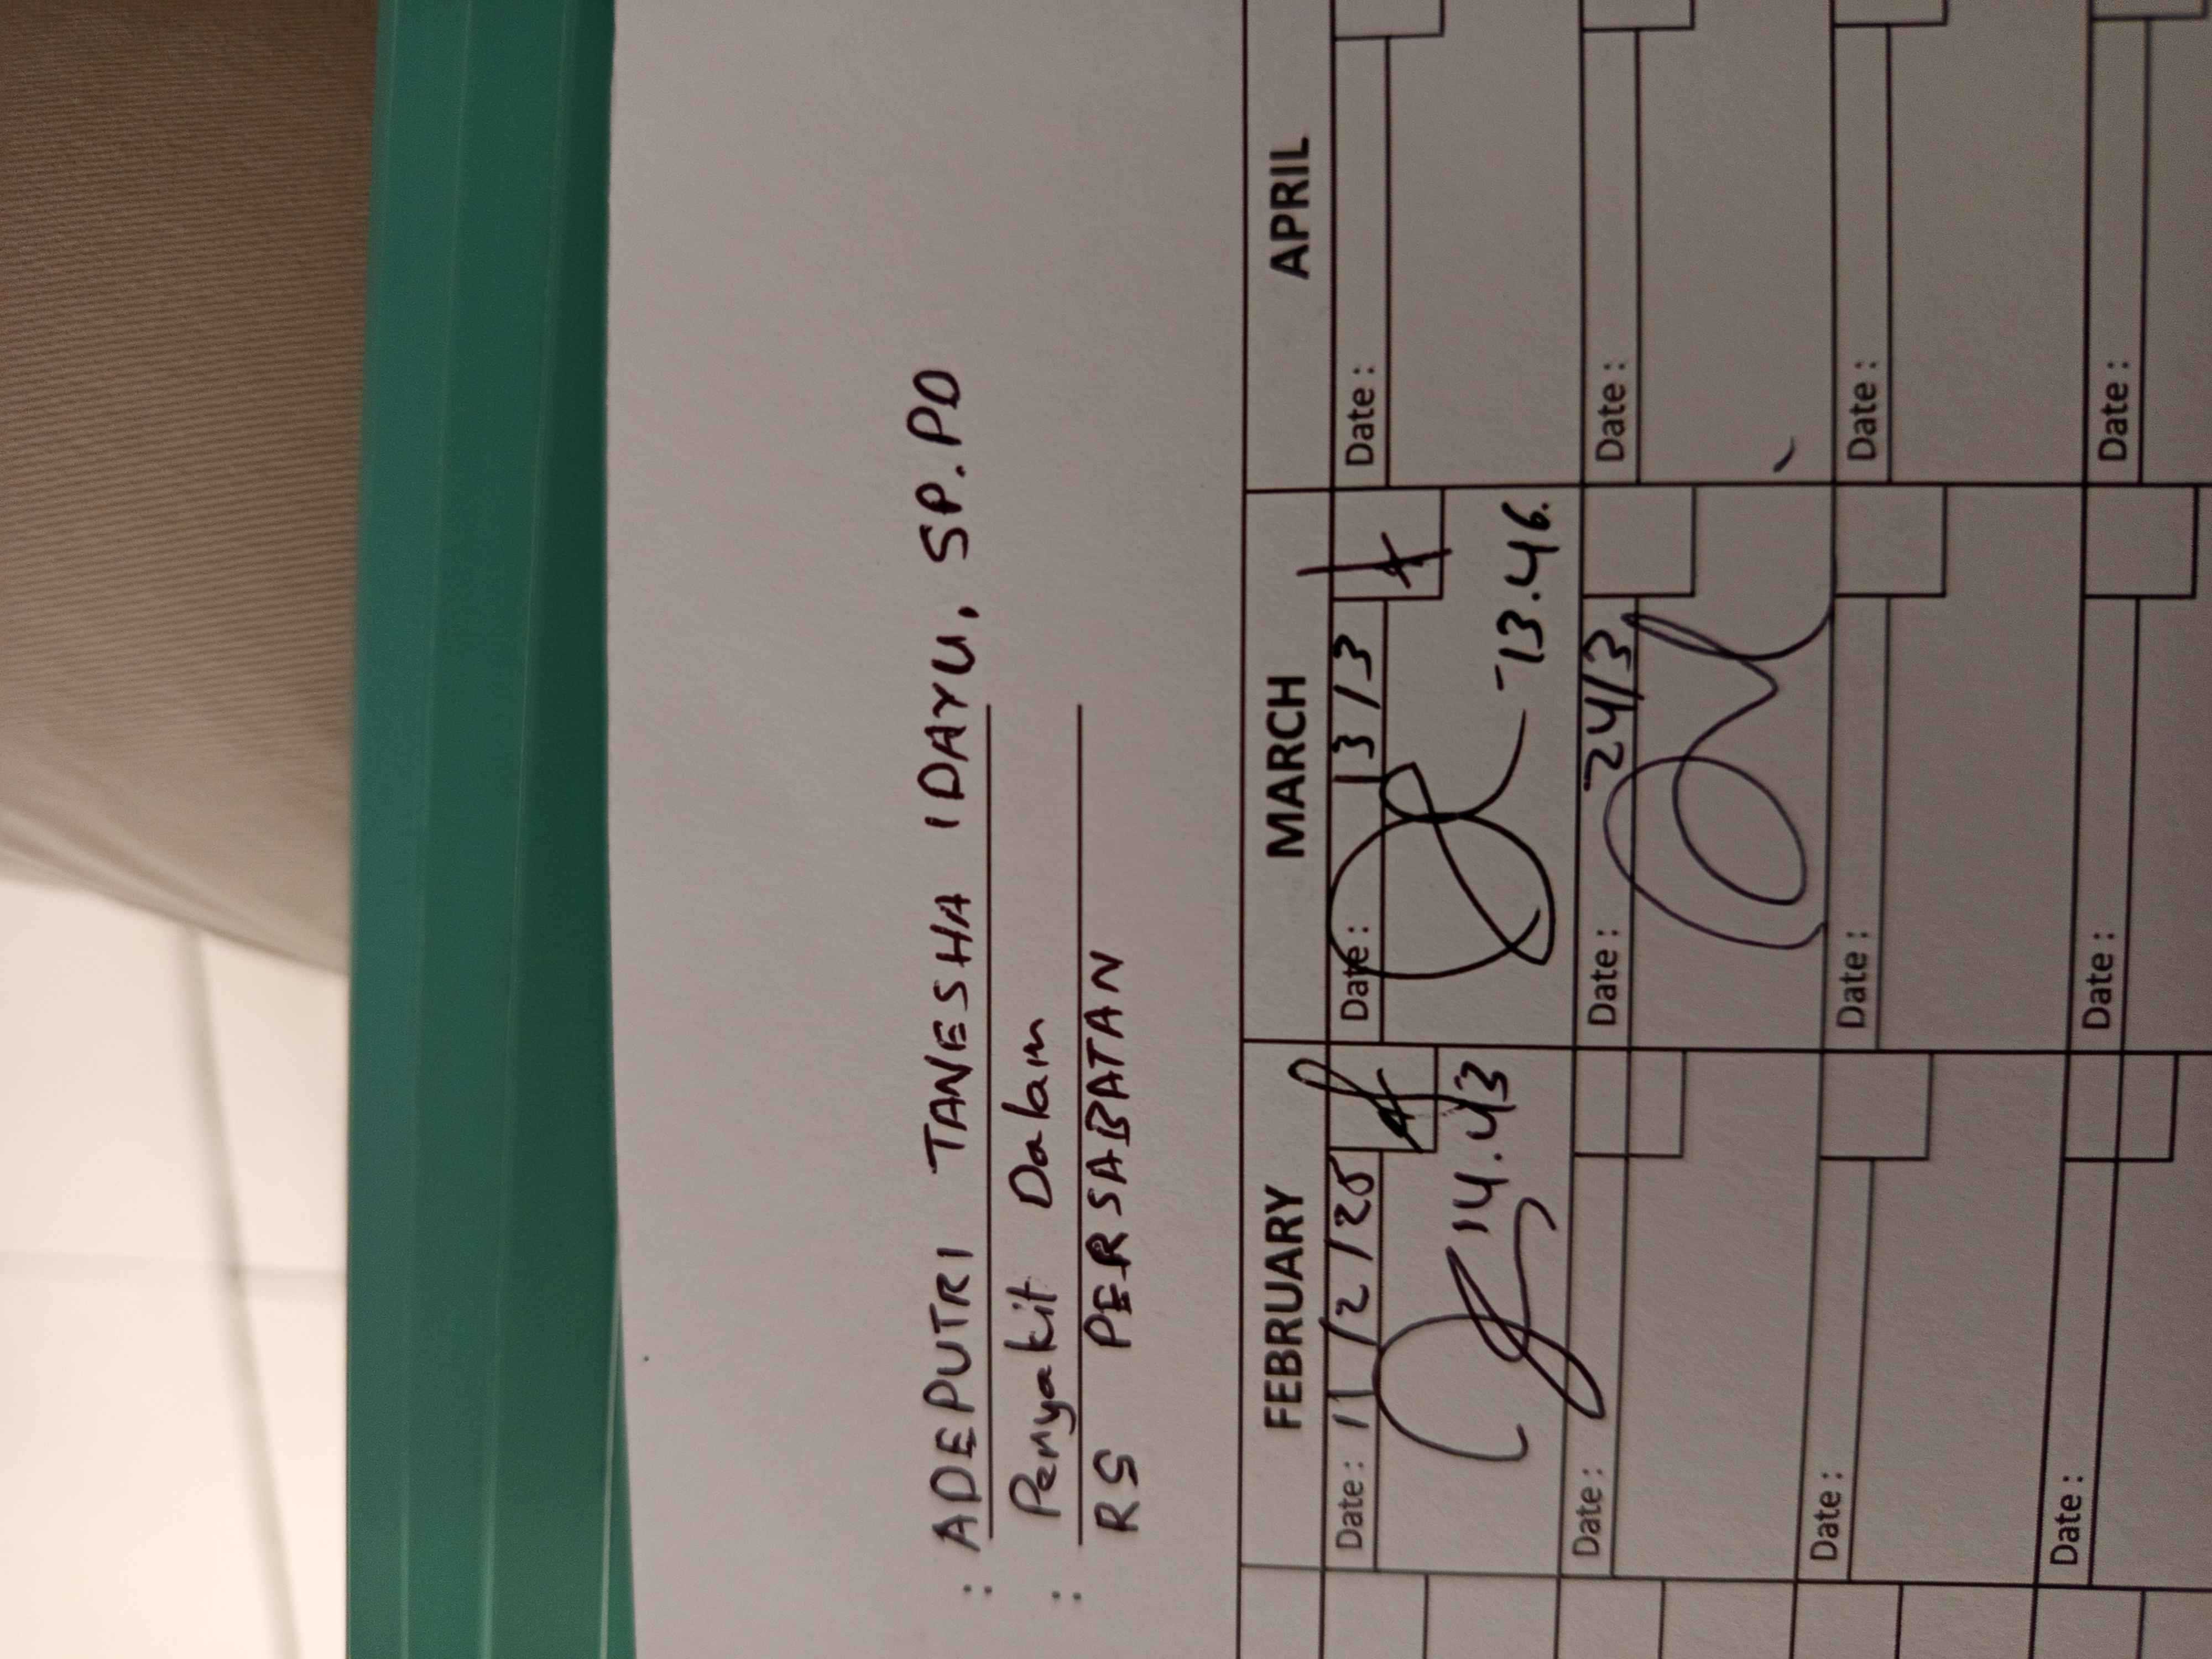 : ADEPUTRI TANESHA IDAYU, SP.PD
: Penyakit Dalam
RS PERSABATAN
FEBRUARY MARCH APRIL
Date : 11/2/25 Date : 13/3 Date :
14.43 13.46
Date : Date : 24/3 Date :
Date : Date : Date :
Date : Date : Date :